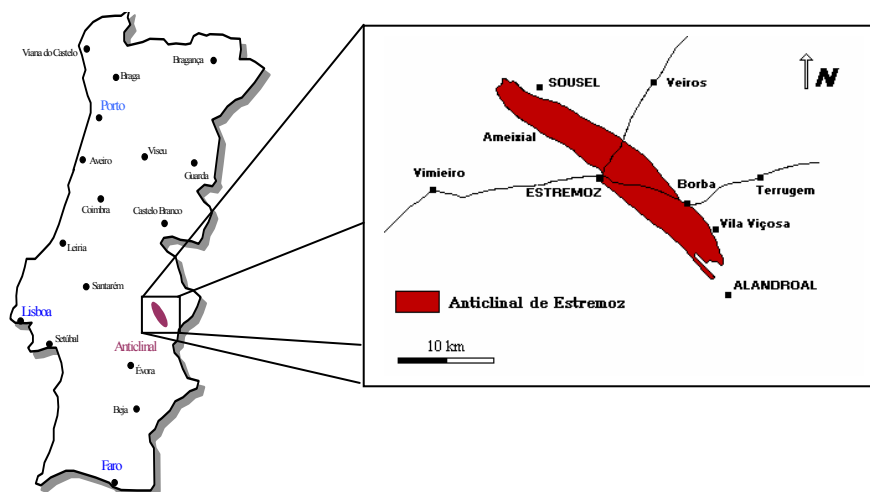 Viana do Castelo
Bragança
Braga
Porto
Aveiro
Viseu
Guarda
Coimbra
Castelo Branco
Leiria
Santarém
Lisboa
Setúbal
Anticlinal
Évora
Beja
Faro
SOUSEL
Veiros
N
Ameizial
Vimieiro
ESTREMOZ
Borba
Terrugem
Vila Viçosa
ALANDROAL
Anticlinal de Estremoz
10 km